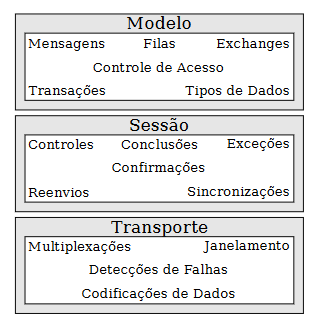 Modelo
Mensagens Filas Exchanges
Controle de Acesso
Transações Tipos de Dados
Sessão
Controles Conclusões Exceções
Confirmações
Reenvios Sincronizações
Transporte
Multiplexações Janelamento
Detecções de Falhas
Codificações de Dados